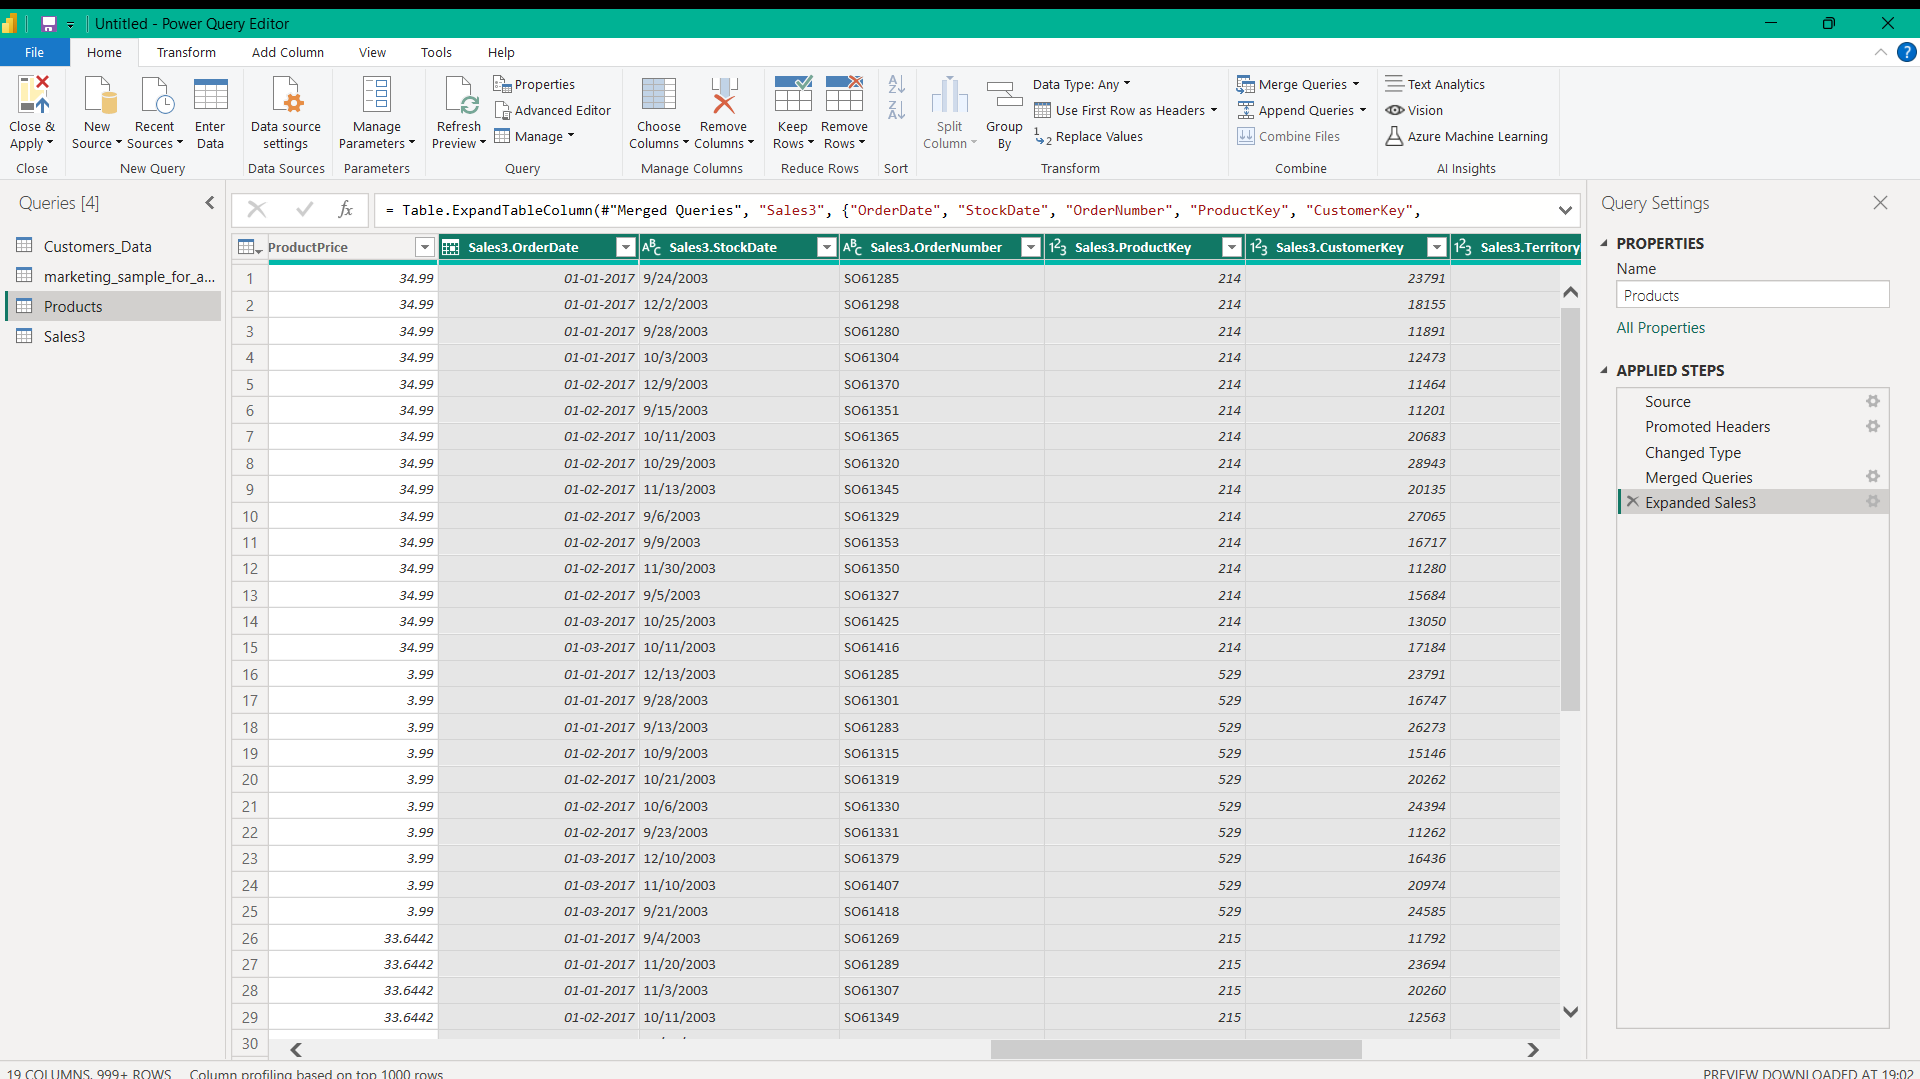 Untitled - Power Query Editor
File Home Transform Add Column View Tools Help
Close & Apply
Close
New Source
Recent Sources
Enter Data
New Query
Data source settings
Data Sources
Manage Parameters
Parameters
Refresh Preview
Properties
Advanced Editor
Manage
Query
Choose Columns
Remove Columns
Manage Columns
Keep Rows
Remove Rows
Reduce Rows
Sort
Split Column
Group By
Data Type: Any
Use First Row as Headers
Replace Values
Transform
Merge Queries
Append Queries
Combine Files
Combine
Text Analytics
Vision
Azure Machine Learning
AI Insights
Queries [4]
Customers_Data
marketing_sample_for_a...
Products
Sales3
fx = Table.ExpandTableColumn(#"Merged Queries", "Sales3", {"OrderDate", "StockDate", "OrderNumber", "ProductKey", "CustomerKey",
ProductPrice Sales3.OrderDate ABC Sales3.StockDate ABC Sales3.OrderNumber 123 Sales3.ProductKey 123 Sales3.CustomerKey 123 Sales3.Territory
1 34.99 01-01-2017 9/24/2003 SO61285 214 23791
2 34.99 01-01-2017 12/2/2003 SO61298 214 18155
3 34.99 01-01-2017 9/28/2003 SO61280 214 11891
4 34.99 01-01-2017 10/3/2003 SO61304 214 12473
5 34.99 01-02-2017 12/9/2003 SO61370 214 11464
6 34.99 01-02-2017 9/15/2003 SO61351 214 11201
7 34.99 01-02-2017 10/11/2003 SO61365 214 20683
8 34.99 01-02-2017 10/29/2003 SO61320 214 28943
9 34.99 01-02-2017 11/13/2003 SO61345 214 20135
10 34.99 01-02-2017 9/6/2003 SO61329 214 27065
11 34.99 01-02-2017 9/9/2003 SO61353 214 16717
12 34.99 01-02-2017 11/30/2003 SO61350 214 11280
13 34.99 01-02-2017 9/5/2003 SO61327 214 15684
14 34.99 01-03-2017 10/25/2003 SO61425 214 13050
15 34.99 01-03-2017 10/11/2003 SO61416 214 17184
16 3.99 01-01-2017 12/13/2003 SO61285 529 23791
17 3.99 01-01-2017 9/28/2003 SO61301 529 16747
18 3.99 01-01-2017 9/13/2003 SO61283 529 26273
19 3.99 01-02-2017 10/9/2003 SO61315 529 15146
20 3.99 01-02-2017 10/21/2003 SO61319 529 20262
21 3.99 01-02-2017 10/6/2003 SO61330 529 24394
22 3.99 01-02-2017 9/23/2003 SO61331 529 11262
23 3.99 01-03-2017 12/10/2003 SO61379 529 16436
24 3.99 01-03-2017 11/10/2003 SO61407 529 20974
25 3.99 01-03-2017 9/21/2003 SO61418 529 24585
26 33.6442 01-01-2017 9/4/2003 SO61269 215 11792
27 33.6442 01-01-2017 11/20/2003 SO61289 215 23694
28 33.6442 01-01-2017 11/3/2003 SO61307 215 20260
29 33.6442 01-02-2017 10/11/2003 SO61349 215 12563
30
Query Settings
PROPERTIES
Name
Products
All Properties
APPLIED STEPS
Source
Promoted Headers
Changed Type
Merged Queries
Expanded Sales3
19 COLUMNS, 999+ ROWS Column profiling based on top 1000 rows PREVIEW DOWNLOADED AT 19:02